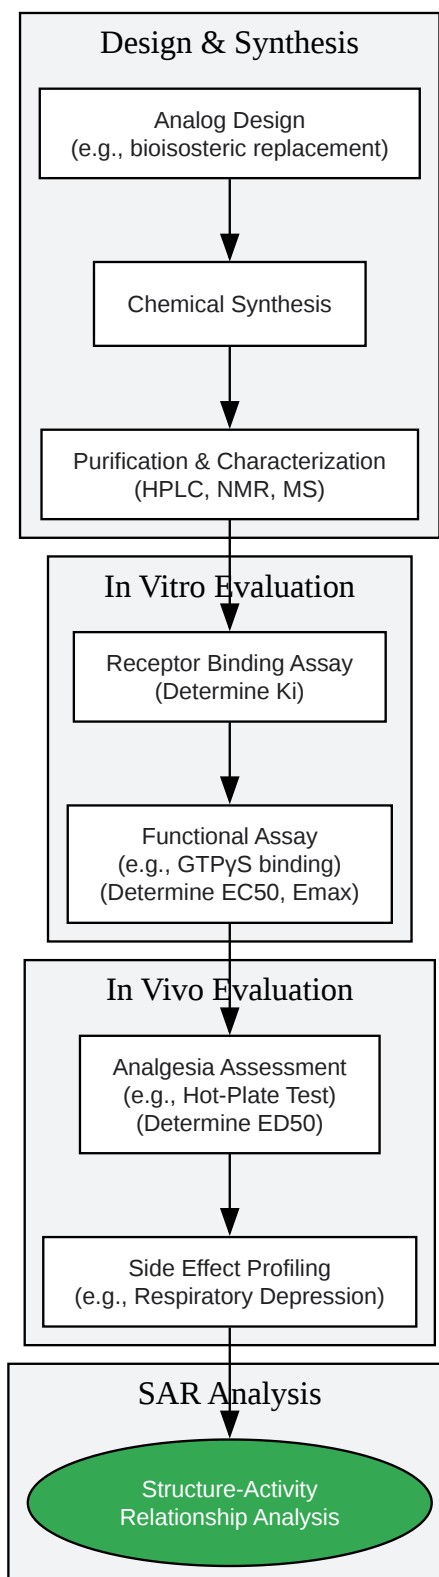 Design & Synthesis
Analog Design
(e.g., bioisosteric replacement)
Chemical Synthesis
Purification & Characterization
(HPLC, NMR, MS)
In Vitro Evaluation
Receptor Binding Assay
(Determine Ki)
Functional Assay
(e.g., GTPγS binding)
(Determine EC50, Emax)
In Vivo Evaluation
Analgesia Assessment
(e.g., Hot-Plate Test)
(Determine ED50)
Side Effect Profiling
(e.g., Respiratory Depression)
SAR Analysis
Structure-Activity
Relationship Analysis